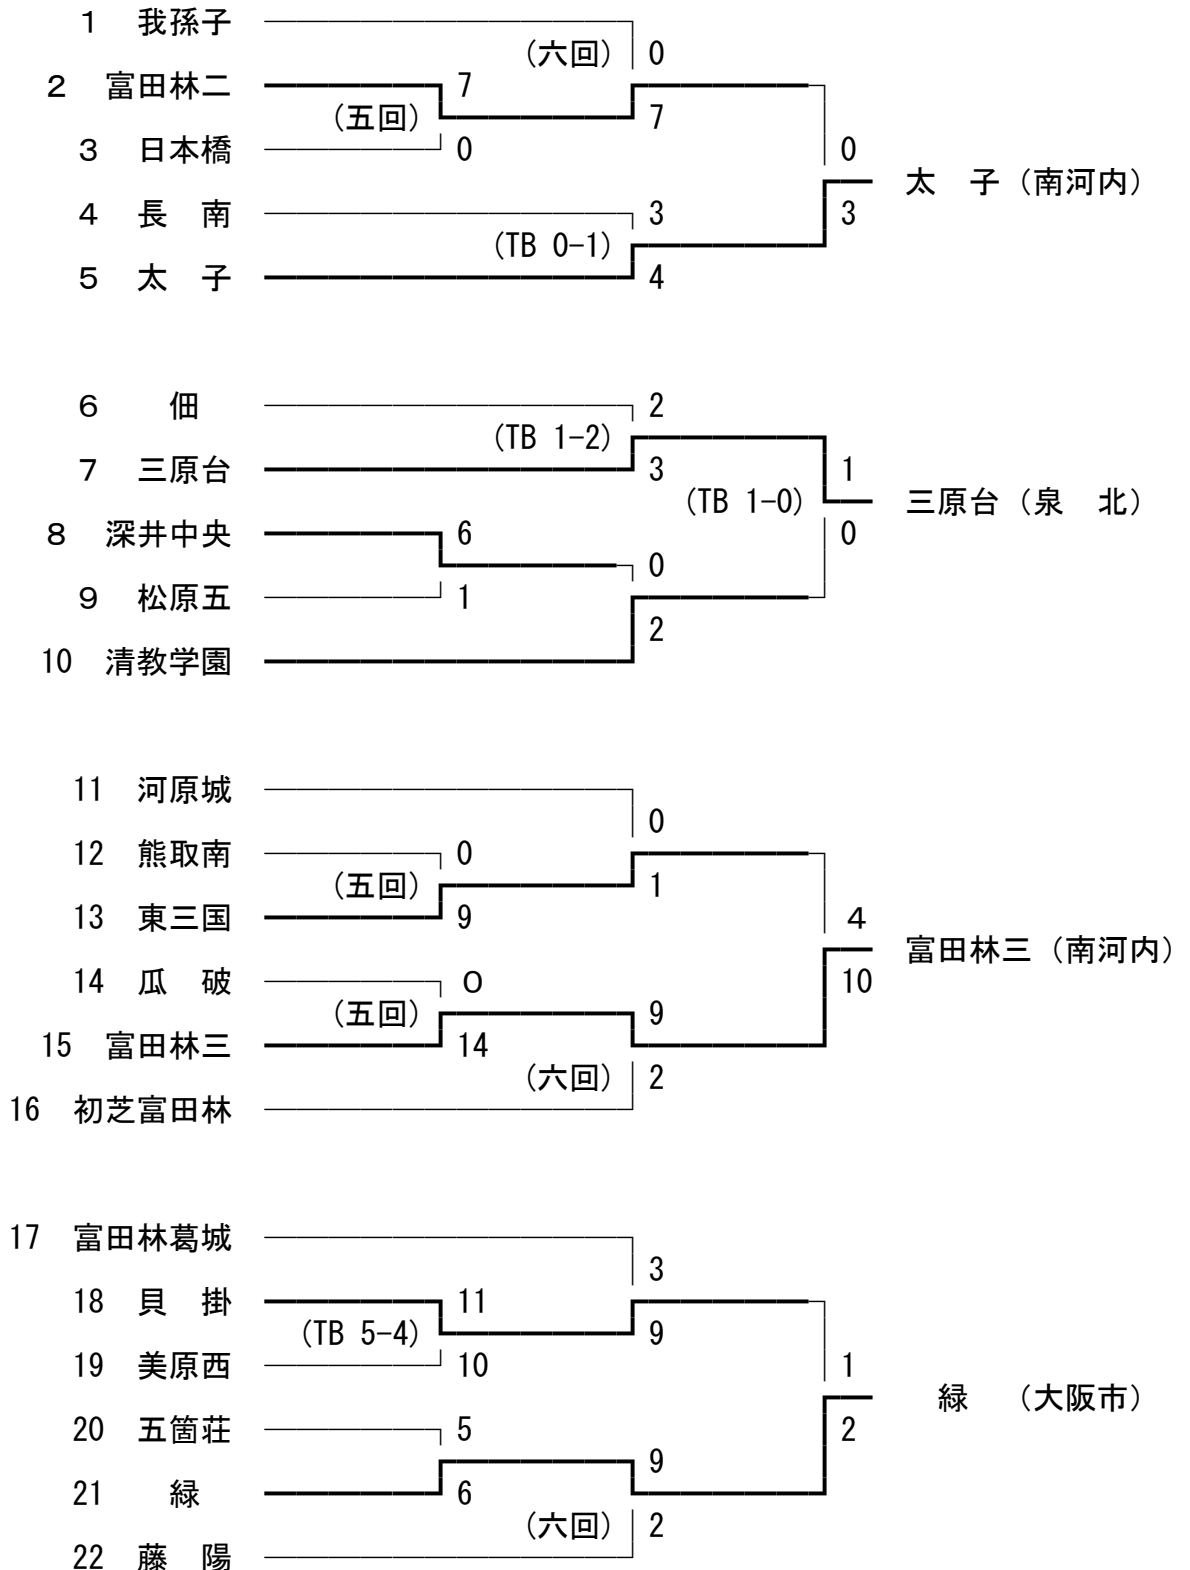 1 我孫子
(六回) 0
2 富田林二 7
(五回) 7
3 日本橋 0 0
太　子（南河内）
4 長　南 3 3
(TB 0-1)
5 太　子 4
6 佃 2
(TB 1-2)
7 三原台 3 1
(TB 1-0) 三原台（泉　北）
8 深井中央 6 0
0
9 松原五 1
2
10 清教学園
11 河原城
0
12 熊取南 0
(五回) 1
13 東三国 9 4
富田林三（南河内）
14 瓜　破 0 10
(五回) 9
15 富田林三 14
(六回) 2
16 初芝富田林
17 富田林葛城
3
18 貝　掛 11
(TB 5-4) 9
19 美原西 10 1
緑　（大阪市）
20 五箇荘 5 2
9
21 緑 6
(六回) 2
22 藤　陽